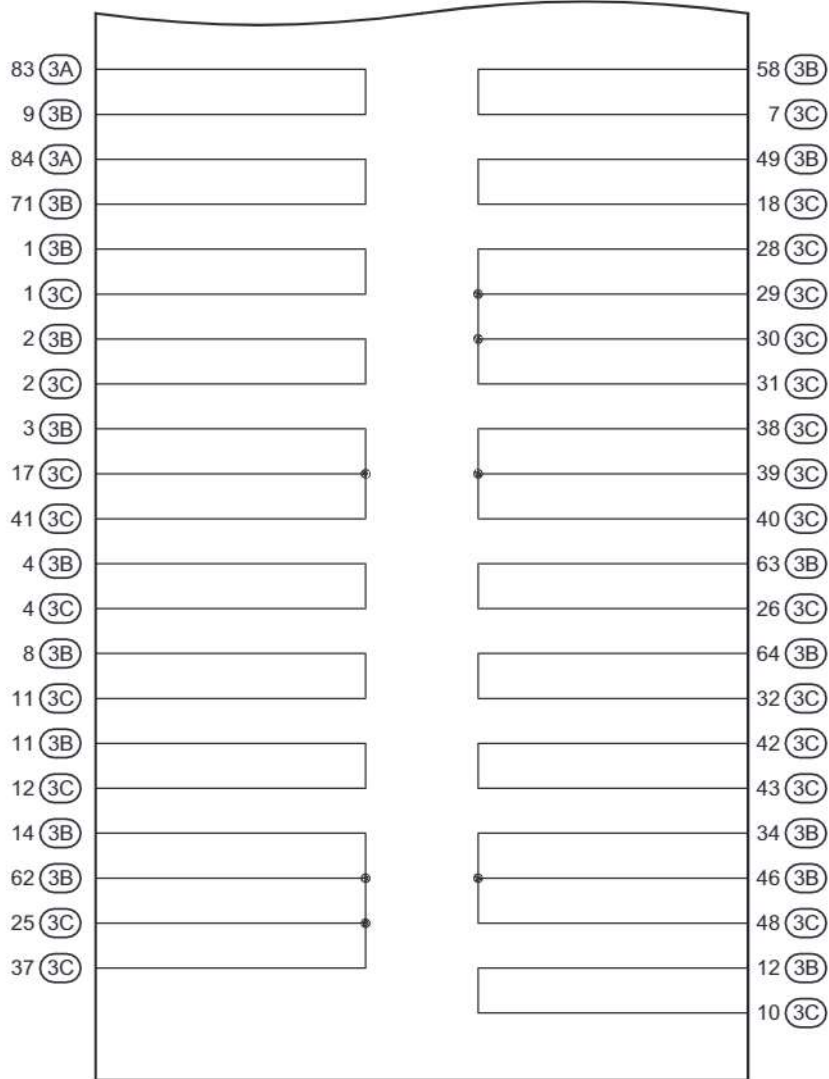 83 3A
9 3B
84 3A
71 3B
1 3B
1 3C
2 3B
2 3C
3 3B
17 3C
41 3C
4 3B
4 3C
8 3B
11 3C
11 3B
12 3C
14 3B
62 3B
25 3C
37 3C
58 3B
7 3C
49 3B
18 3C
28 3C
29 3C
30 3C
31 3C
38 3C
39 3C
40 3C
63 3B
26 3C
64 3B
32 3C
42 3C
43 3C
34 3B
46 3B
48 3C
12 3B
10 3C